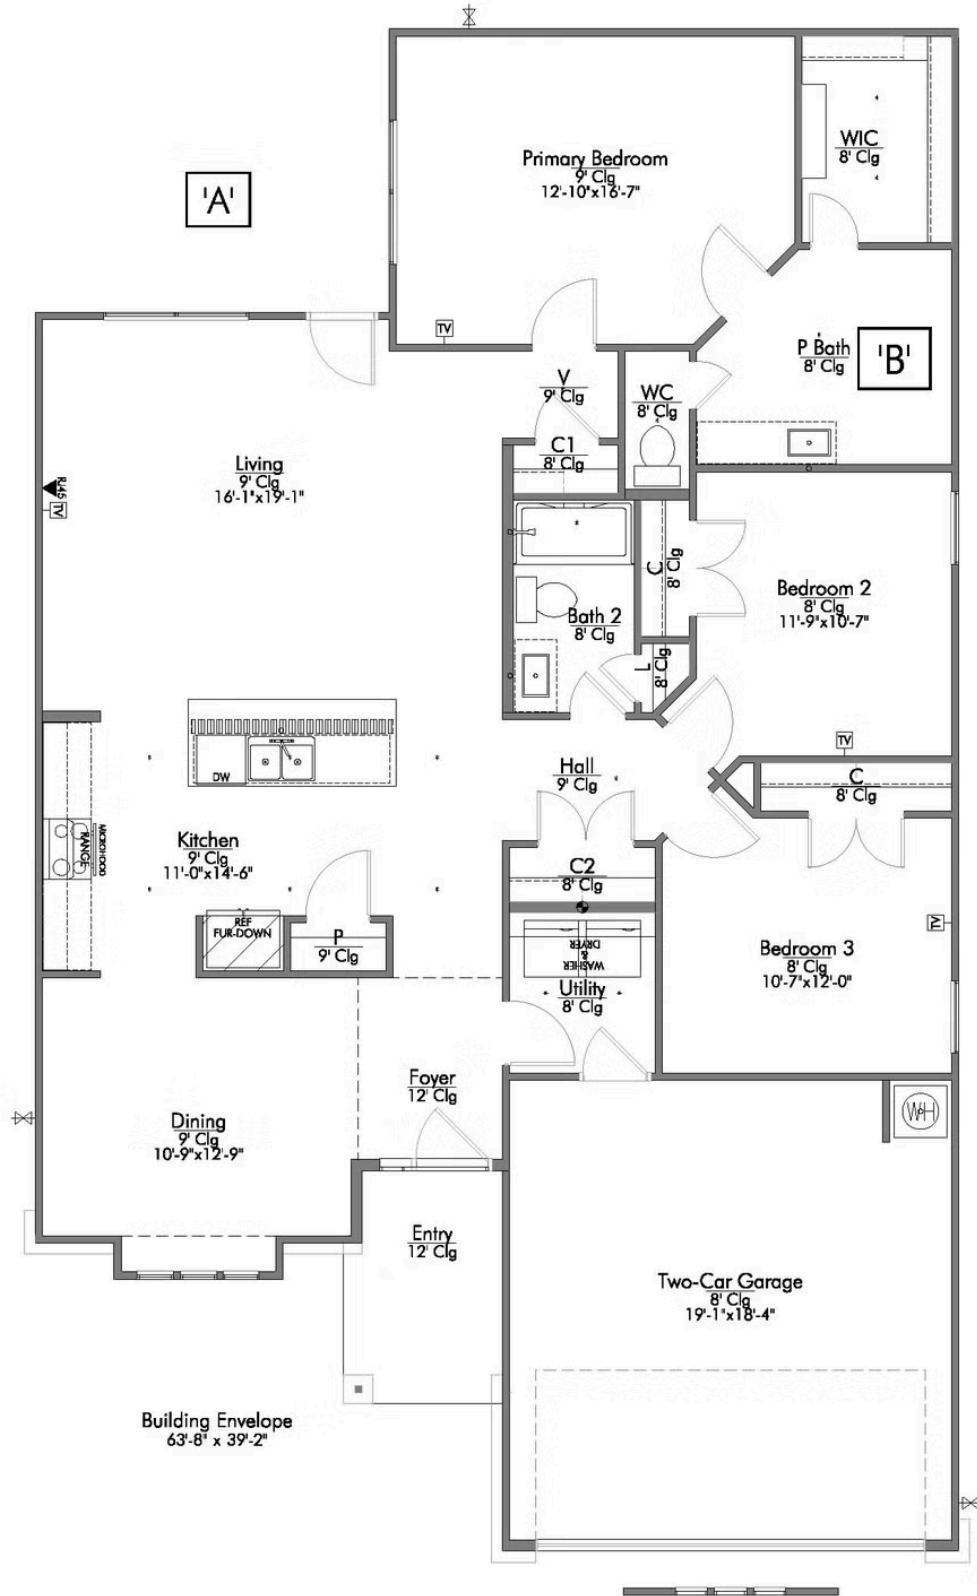 Primary Bedroom
9' Clg
12'-10"x16'-7"
WIC
8' Clg
'A'
TV
P Bath
8' Clg
'B'
V
9' Clg
WC
8' Clg
C1
8' Clg
Living
9' Clg
16'-1"x19'-1"
RJ45
TV
C
8' Clg
Bedroom 2
8' Clg
11'-9"x10'-7"
Bath 2
8' Clg
L
8' Clg
TV
DW
Hall
9' Clg
C
8' Clg
Kitchen
9' Clg
11'-0"x14'-6"
RANGE
MICROHOOD
C2
8' Clg
REF
FUR-DOWN
P
9' Clg
WASHER
&
DRYER
TV
Bedroom 3
8' Clg
10'-7"x12'-0"
Utility
8' Clg
Foyer
12' Clg
WH
Dining
9' Clg
10'-9"x12'-9"
Entry
12' Clg
Two-Car Garage
8' Clg
19'-1"x18'-4"
Building Envelope
63'-8" x 39'-2"